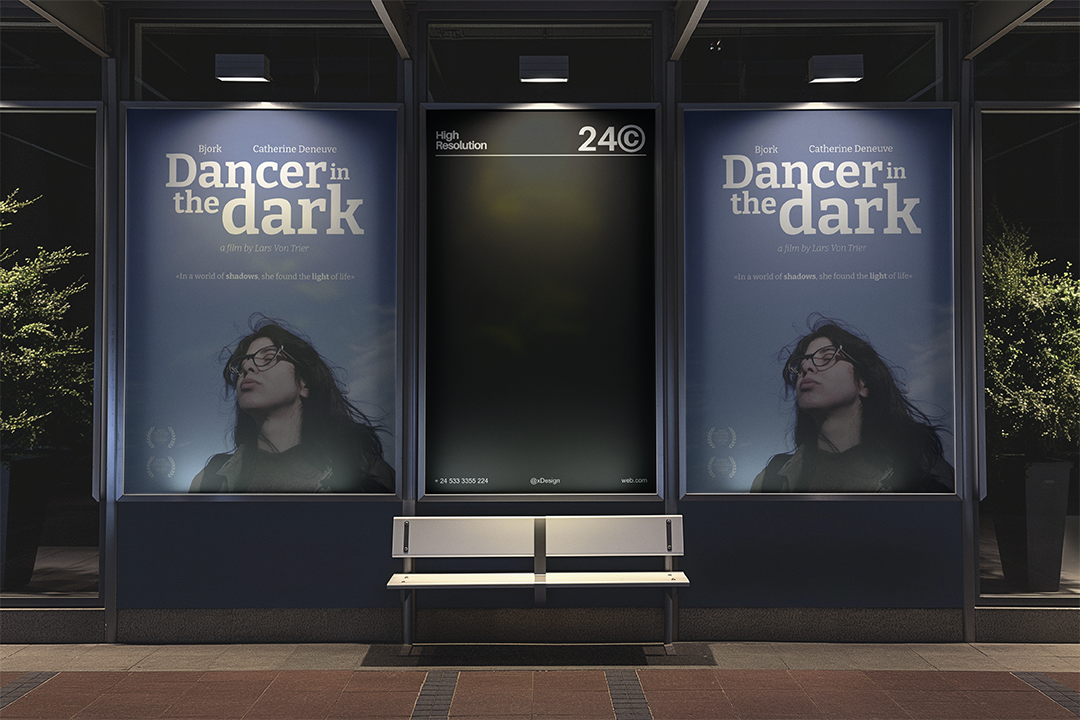 Bjork Catherine Deneuve
Dancer in
the dark
a film by Lars Von Trier
«In a world of shadows, she found the light of life»
High
Resolution
24©
+ 24 533 3355 224 @xDesign web.com
Bjork Catherine Deneuve
Dancer in
the dark
a film by Lars Von Trier
«In a world of shadows, she found the light of life»